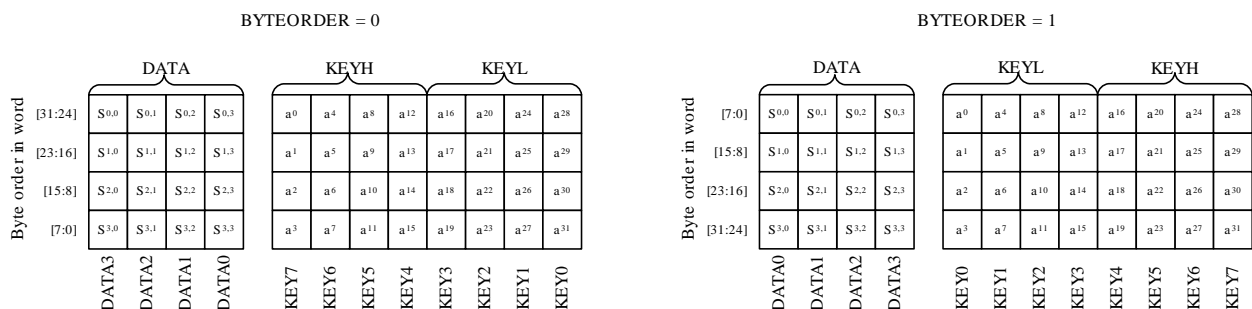 BYTEORDER = 0
DATA KEYH KEYL
Byte order in word
[31:24] S0,0 S0,1 S0,2 S0,3 a0 a4 a8 a12 a16 a20 a24 a28
[23:16] S1,0 S1,1 S1,2 S1,3 a1 a5 a9 a13 a17 a21 a25 a29
[15:8] S2,0 S2,1 S2,2 S2,3 a2 a6 a10 a14 a18 a22 a26 a30
[7:0] S3,0 S3,1 S3,2 S3,3 a3 a7 a11 a15 a19 a23 a27 a31
DATA3 DATA2 DATA1 DATA0 KEY7 KEY6 KEY5 KEY4 KEY3 KEY2 KEY1 KEY0
BYTEORDER = 1
DATA KEYL KEYH
Byte order in word
[7:0] S0,0 S0,1 S0,2 S0,3 a0 a4 a8 a12 a16 a20 a24 a28
[15:8] S1,0 S1,1 S1,2 S1,3 a1 a5 a9 a13 a17 a21 a25 a29
[23:16] S2,0 S2,1 S2,2 S2,3 a2 a6 a10 a14 a18 a22 a26 a30
[31:24] S3,0 S3,1 S3,2 S3,3 a3 a7 a11 a15 a19 a23 a27 a31
DATA0 DATA1 DATA2 DATA3 KEY0 KEY1 KEY2 KEY3 KEY4 KEY5 KEY6 KEY7